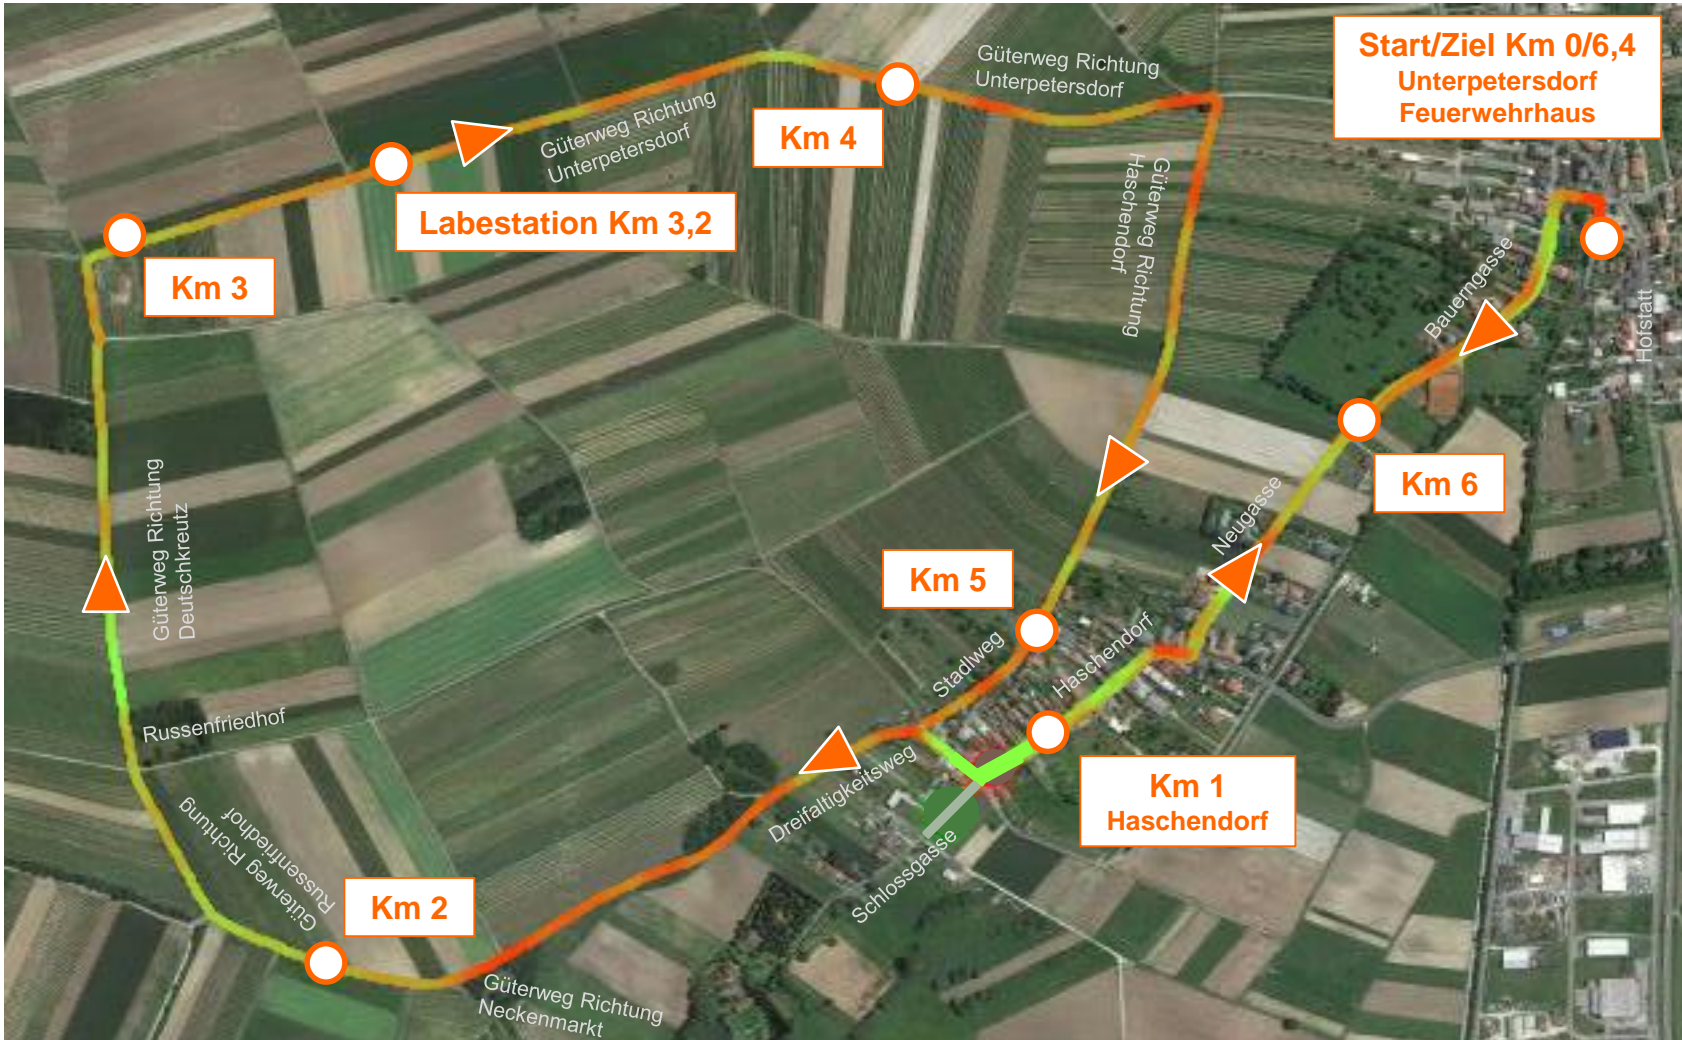 Güterweg Richtung
Unterpetersdorf
Start/Ziel Km 0/6,4
Unterpetersdorf
Feuerwehrhaus
Km 4
Güterweg Richtung
Unterpetersdorf
Labestation Km 3,2
Km 3
Güterweg Richtung
Haschendorf
Bauerngasse
Hofstatt
Km 6
Neugasse
Güterweg Richtung
Deutschkreutz
Km 5
Stadlweg
Haschendorf
Russenfriedhof
Km 1
Haschendorf
Dreifaltigkeitsweg
Schlossgasse
Güterweg Richtung
Russenfriedhof
Km 2
Güterweg Richtung
Neckenmarkt